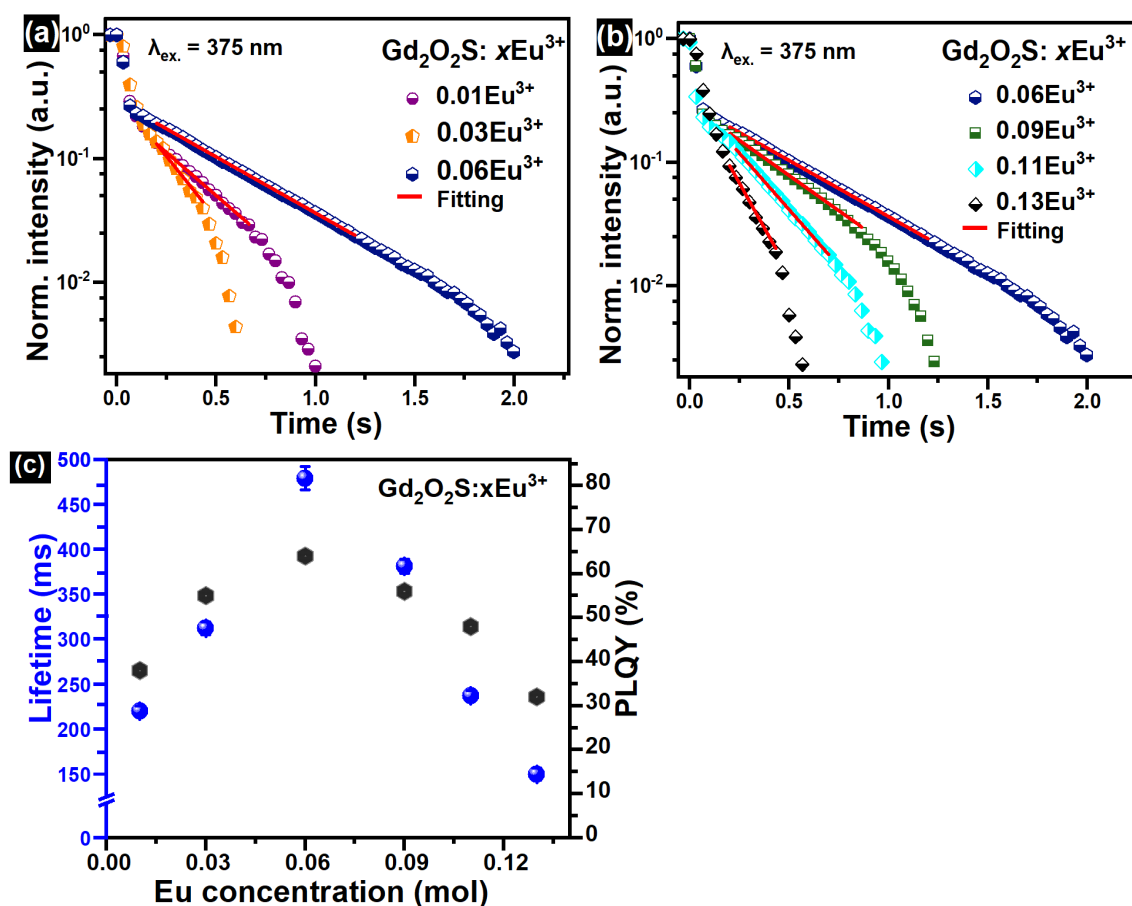 (a)
λex. = 375 nm
Gd₂O₂S: xEu³⁺
0.01Eu³⁺
0.03Eu³⁺
0.06Eu³⁺
Fitting
Norm. intensity (a.u.)
10⁰
10⁻¹
10⁻²
0.0 0.5 1.0 1.5 2.0
Time (s)
(b)
λex. = 375 nm
Gd₂O₂S: xEu³⁺
0.06Eu³⁺
0.09Eu³⁺
0.11Eu³⁺
0.13Eu³⁺
Fitting
Norm. intensity (a.u.)
10⁰
10⁻¹
10⁻²
0.0 0.5 1.0 1.5 2.0
Time (s)
(c)
Gd₂O₂S:xEu³⁺
Lifetime (ms)
500
450
400
350
300
250
200
150
0
PLQY (%)
80
70
60
50
40
30
20
10
0
0.00 0.03 0.06 0.09 0.12
Eu concentration (mol)